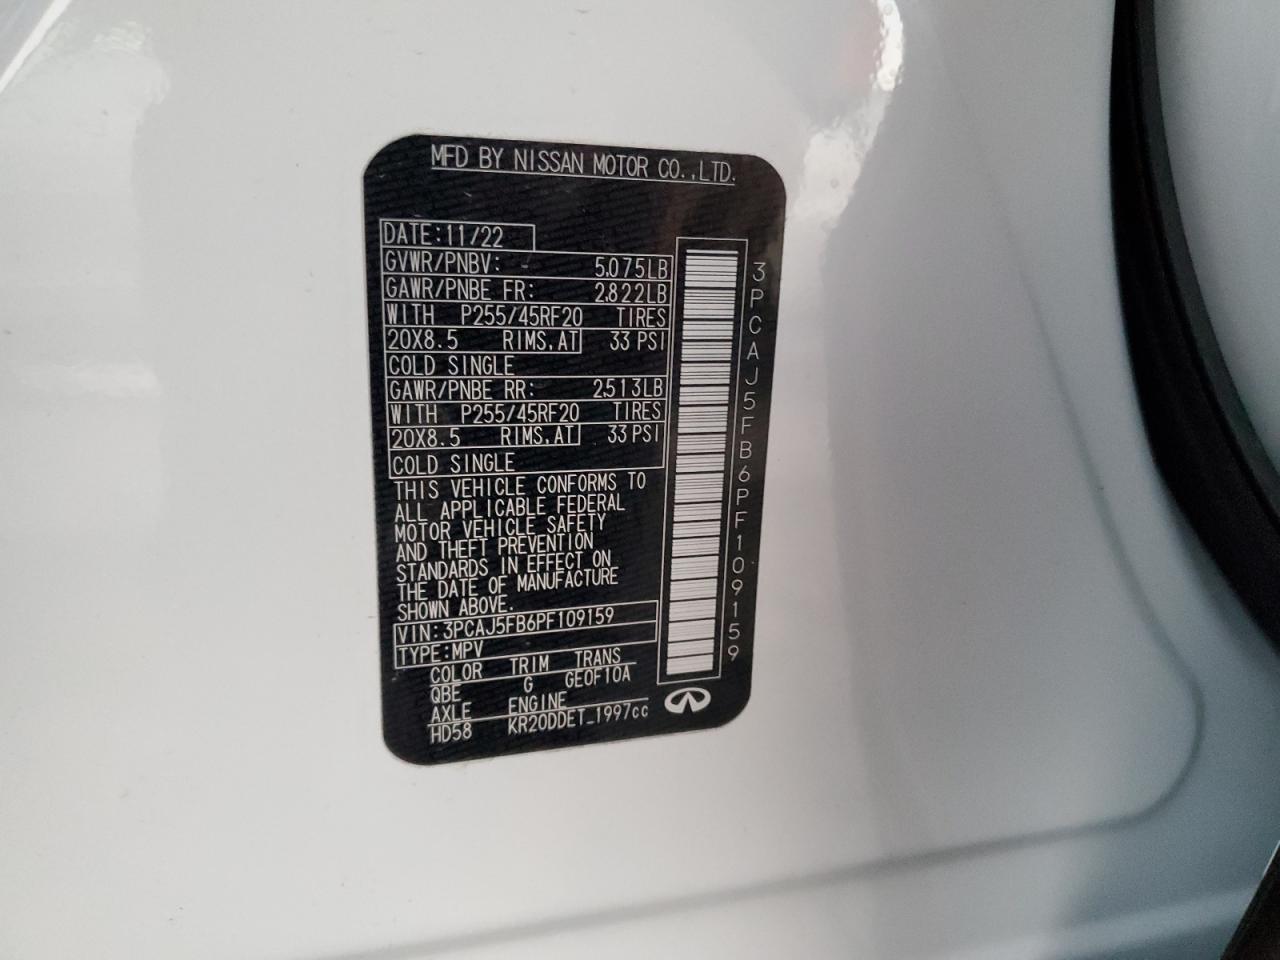 MFD BY NISSAN MOTOR CO.,LTD.
DATE:11/22
GVWR/PNBV: - 5,075LB
GAWR/PNBE FR: 2,822LB
WITH P255/45RF20 TIRES
20X8.5 RIMS,AT 33 PSI
COLD SINGLE
GAWR/PNBE RR: 2,513LB
WITH P255/45RF20 TIRES
20X8.5 RIMS,AT 33 PSI
COLD SINGLE
THIS VEHICLE CONFORMS TO
ALL APPLICABLE FEDERAL
MOTOR VEHICLE SAFETY
AND THEFT PREVENTION
STANDARDS IN EFFECT ON
THE DATE OF MANUFACTURE
SHOWN ABOVE.
VIN:3PCAJ5FB6PF109159
TYPE:MPV
COLOR TRIM TRANS
QBE G GE0F10A
AXLE ENGINE
HD58 KR20DDET_1997cc
3PCAJ5FB6PF109159